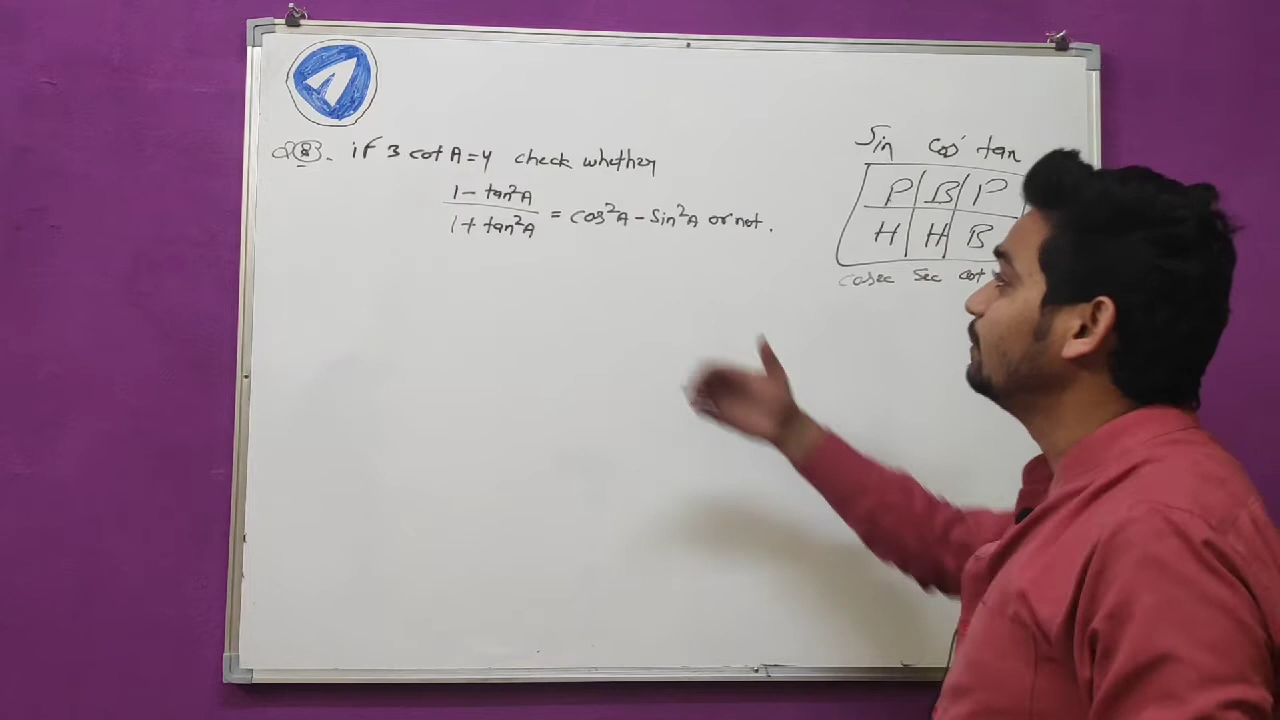 Q(8). if 3 cot A = 4 check whether
1 - tan²A / 1 + tan²A = cos²A - sin²A or not.
Sin cos tan
P B P
H H B
cosec sec cot